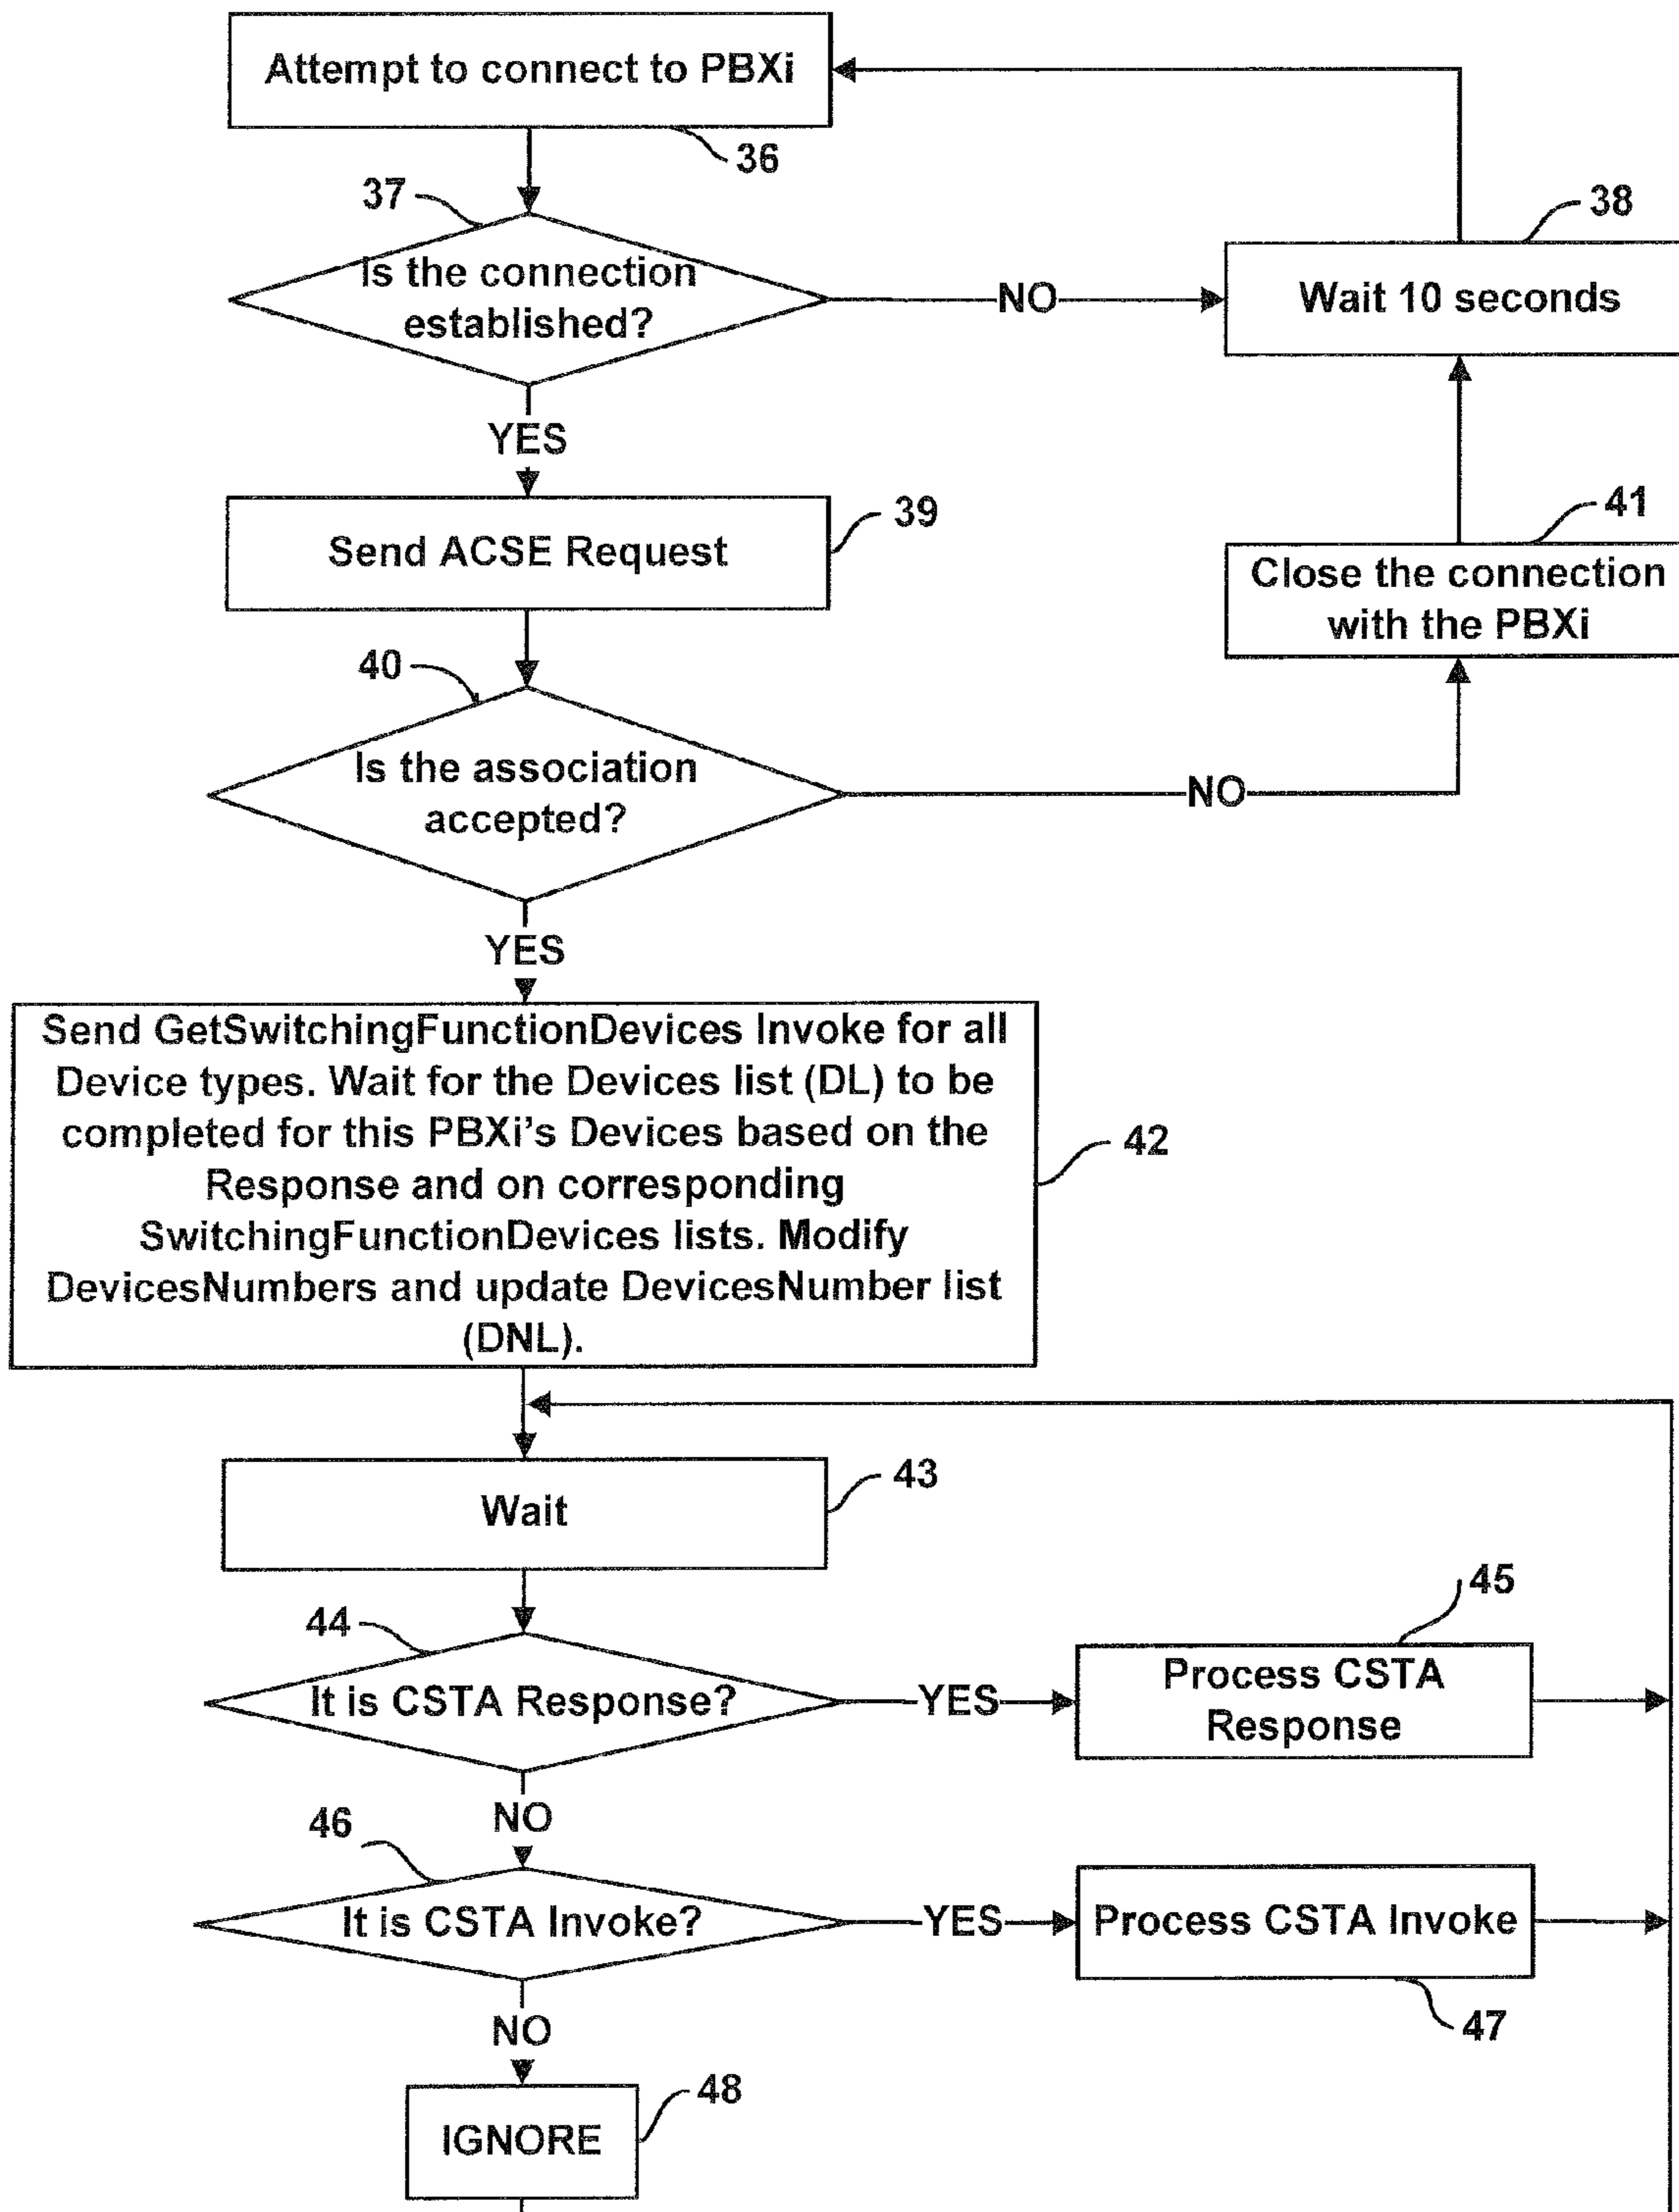 Attempt to connect to PBXi
36
37
38
Is the connection
established?
NO
Wait 10 seconds
YES
39
Send ACSE Request
41
Close the connection
with the PBXi
40
Is the association
accepted?
NO
YES
Send GetSwitchingFunctionDevices Invoke for all
Device types. Wait for the Devices list (DL) to be
completed for this PBXi's Devices based on the
Response and on corresponding
SwitchingFunctionDevices lists. Modify
DevicesNumbers and update DevicesNumber list
(DNL).
42
43
Wait
45
44
It is CSTA Response?
YES
Process CSTA
Response
NO
46
It is CSTA Invoke?
YES
Process CSTA Invoke
47
NO
48
IGNORE